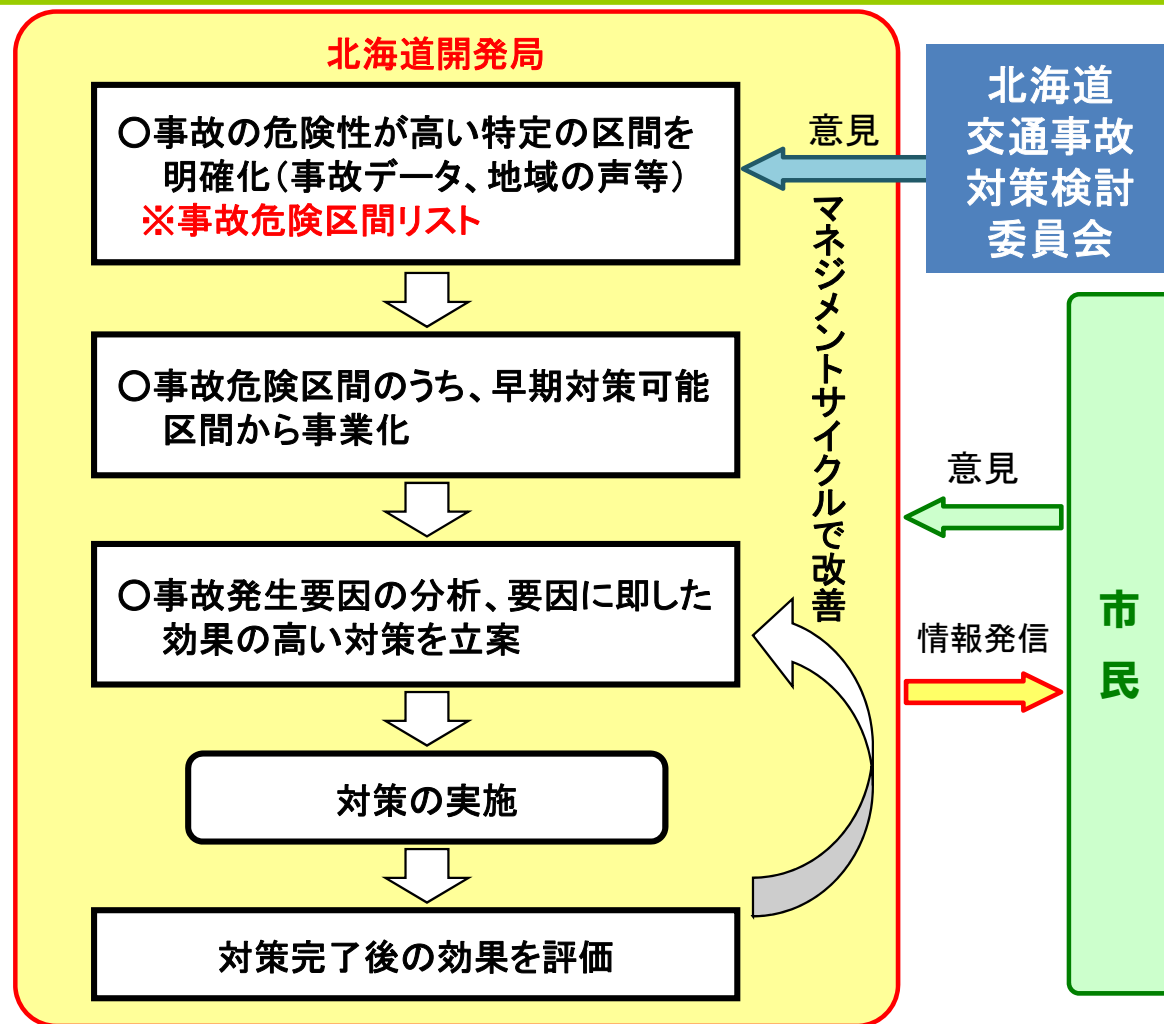 北海道開発局
〇事故の危険性が高い特定の区間を
明確化(事故データ、地域の声等)
※事故危険区間リスト
〇事故危険区間のうち、早期対策可能
区間から事業化
〇事故発生要因の分析、要因に即した
効果の高い対策を立案
対策の実施
対策完了後の効果を評価
マネジメントサイクルで改善
意見
北海道
交通事故
対策検討
委員会
意見
情報発信
市
民